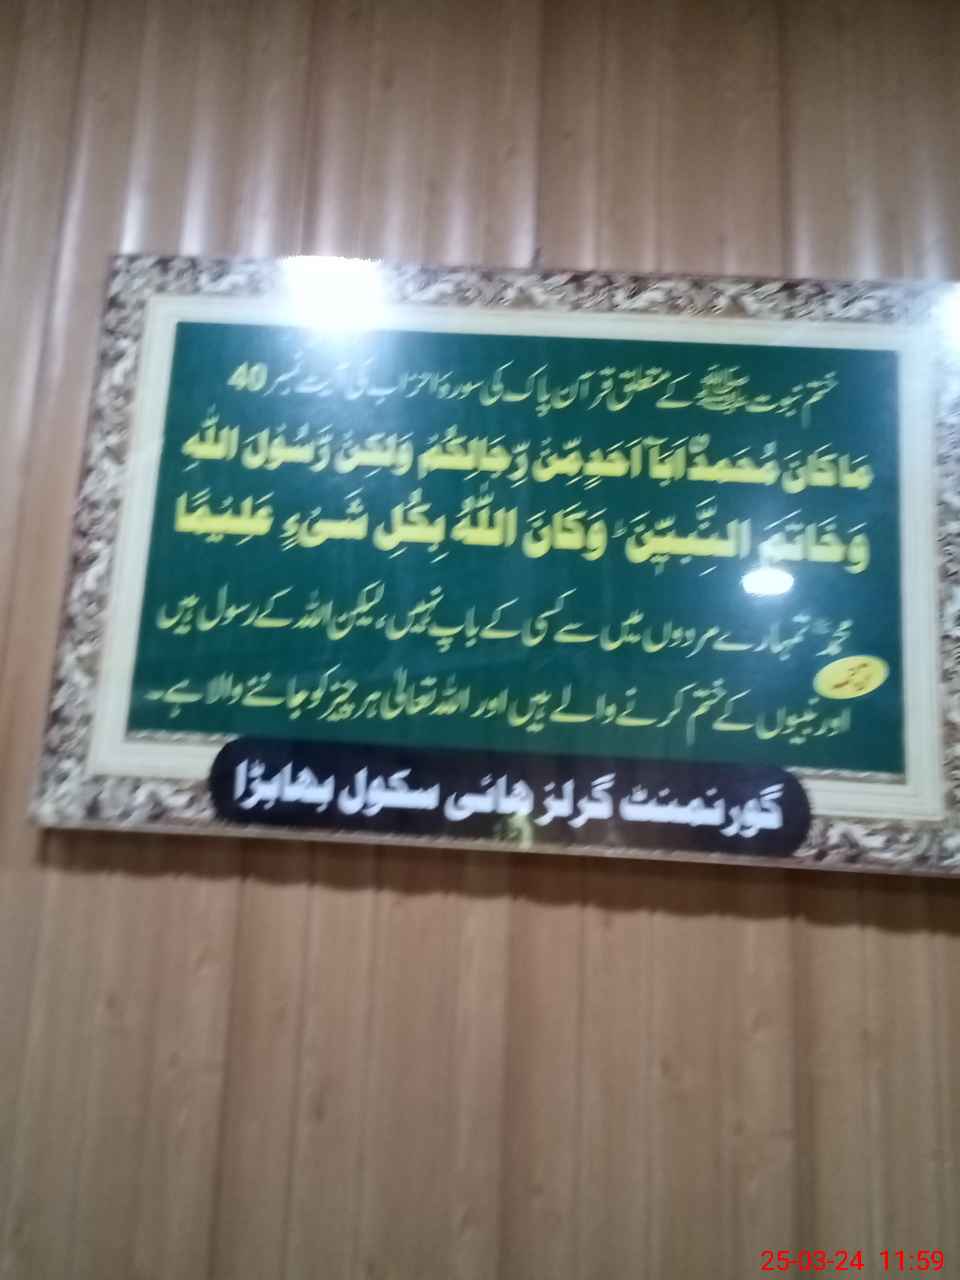 ختم نبوت ﷺ کے متعلق قرآن پاک کی سورۃ احزاب کی آیت نمبر 40
مَا كَانَ مُحَمَّدٌ اَبَآ اَحَدٍ مِّنْ رِّجَالِكُمْ وَلٰكِنْ رَّسُوْلَ اللّٰهِ
وَخَاتَمَ النَّبِيّٖنَ ؕ وَكَانَ اللّٰهُ بِكُلِّ شَیْءٍ عَلِيْمًا
محمدؐ تمہارے مردوں میں سے کسی کے باپ نہیں، لیکن اللہ کے رسول ہیں
اور نبیوں کے ختم کرنے والے ہیں اور اللہ تعالٰی ہر چیز کو جاننے والا ہے۔
گورنمنٹ گرلز ہائی سکول بھابڑا
25-03-24 11:59